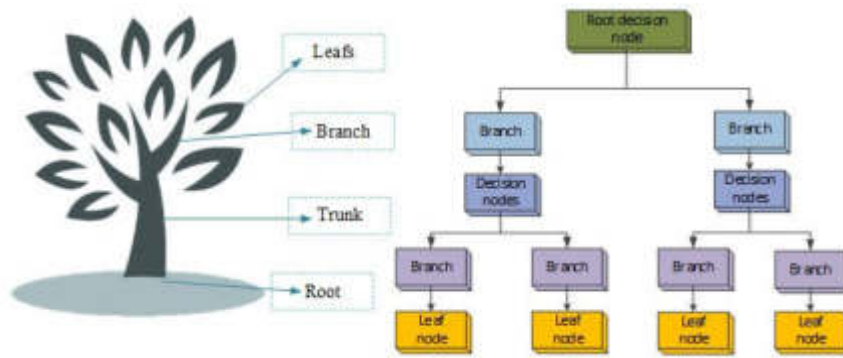 Leafs
Branch
Trunk
Root
Root decision
node
Branch
Branch
Decision
nodes
Decision
nodes
Branch
Branch
Branch
Branch
Leaf
node
Leaf
node
Leaf
node
Leaf
node